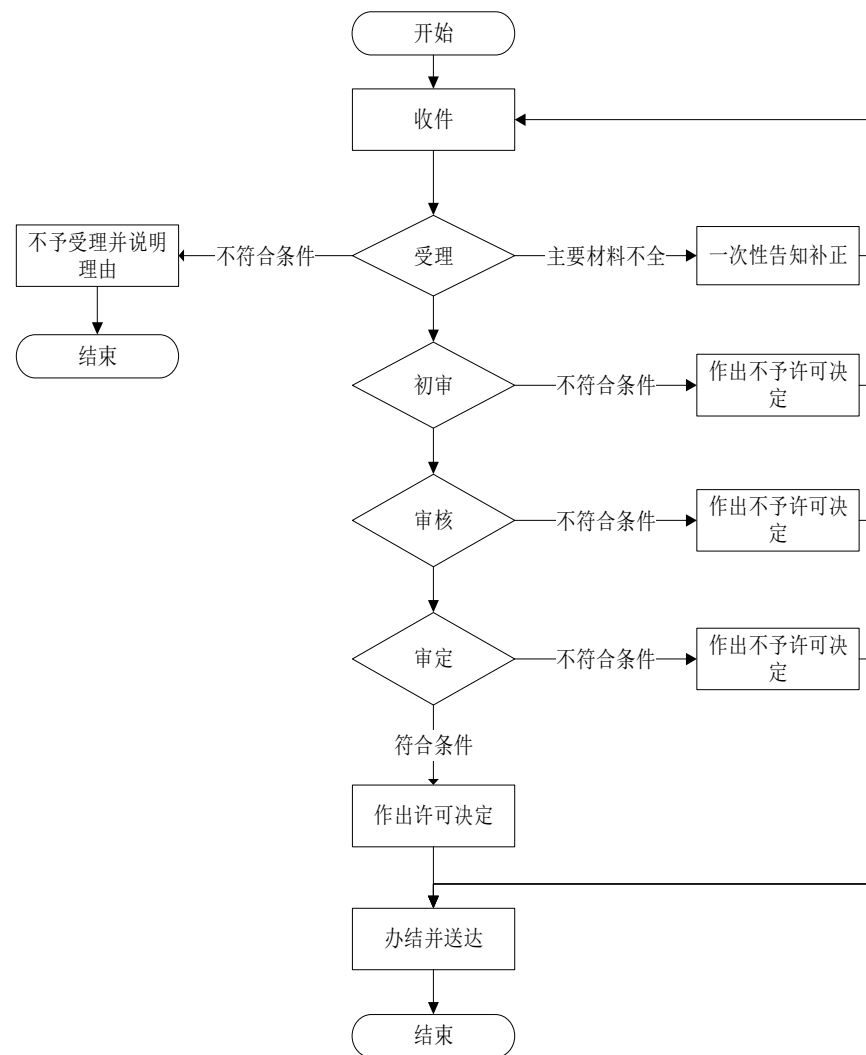 开始
收件
不予受理并说明
理由
不符合条件
受理
主要材料不全
一次性告知补正
结束
初审
不符合条件
作出不予许可决
定
审核
不符合条件
作出不予许可决
定
审定
不符合条件
作出不予许可决
定
符合条件
作出许可决定
办结并送达
结束